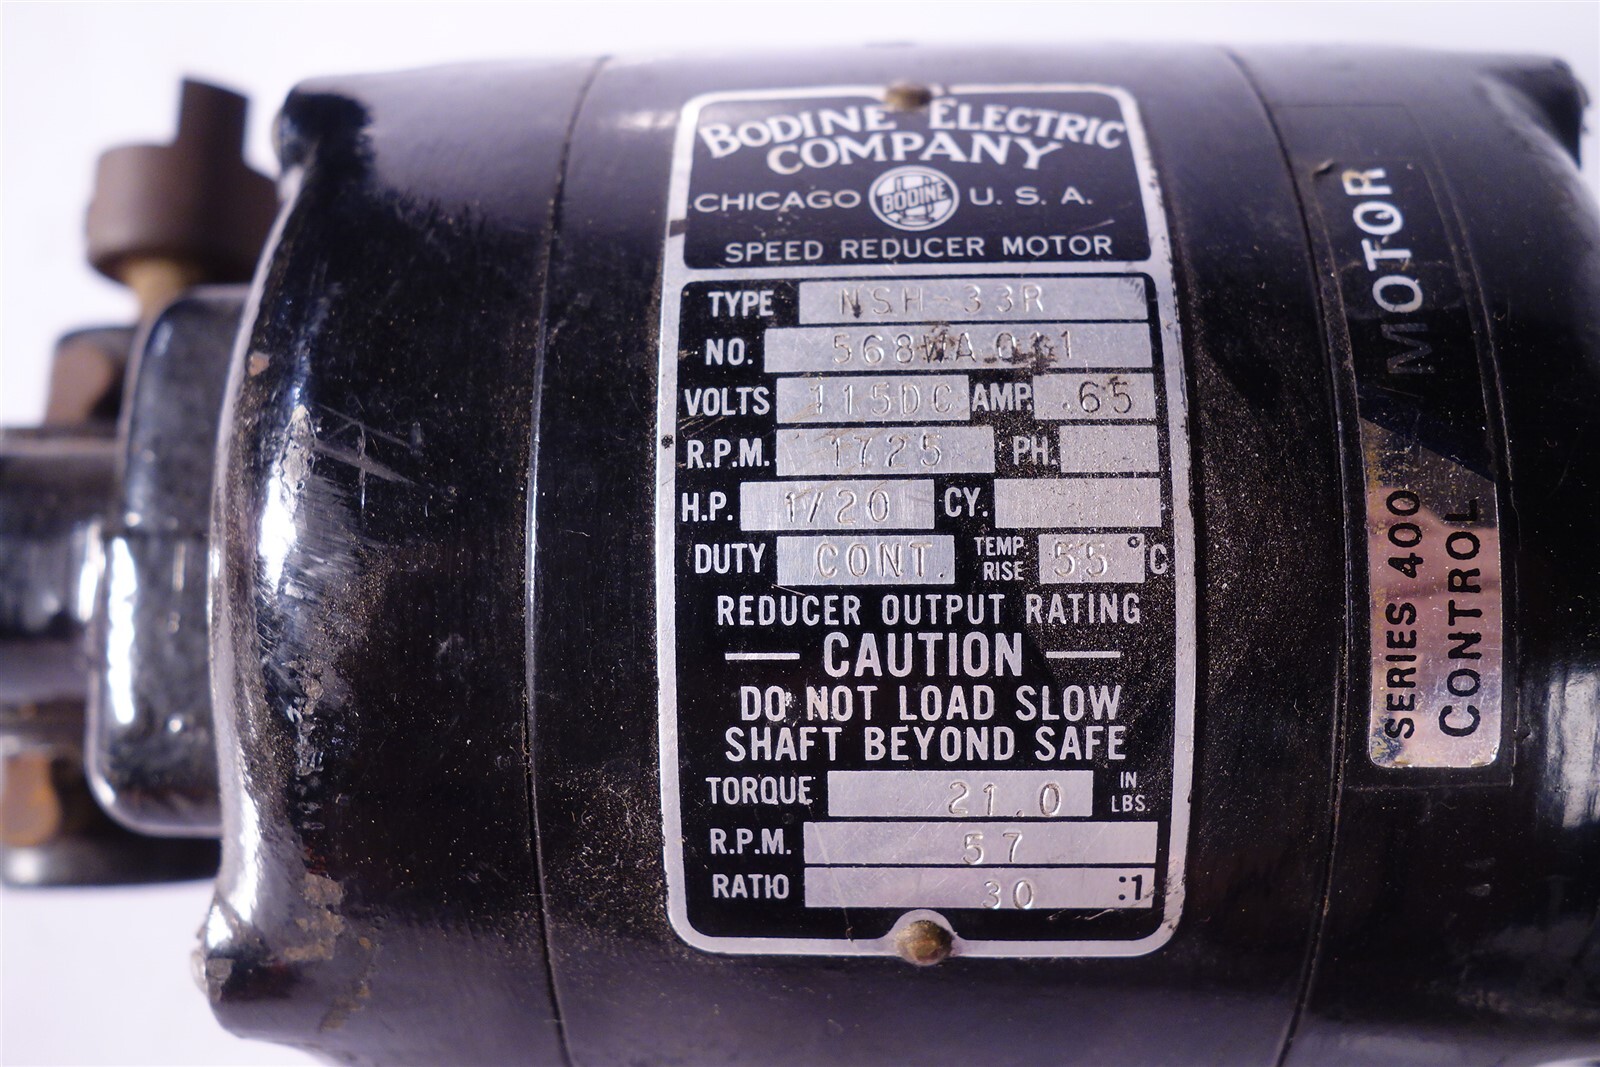 BODINE ELECTRIC
COMPANY
CHICAGO BODINE U. S. A.
SPEED REDUCER MOTOR
TYPE NSH-33R
NO.
VOLTS 115DC AMP. .65
R.P.M. 1725 PH.
H.P. 1/20 CY.
DUTY CONT. TEMP RISE 55°C
REDUCER OUTPUT RATING
— CAUTION —
DO NOT LOAD SLOW
SHAFT BEYOND SAFE
TORQUE 21.0 IN LBS.
R.P.M. 57
RATIO 30 :1
MOTOR
SERIES 400
CONTROL